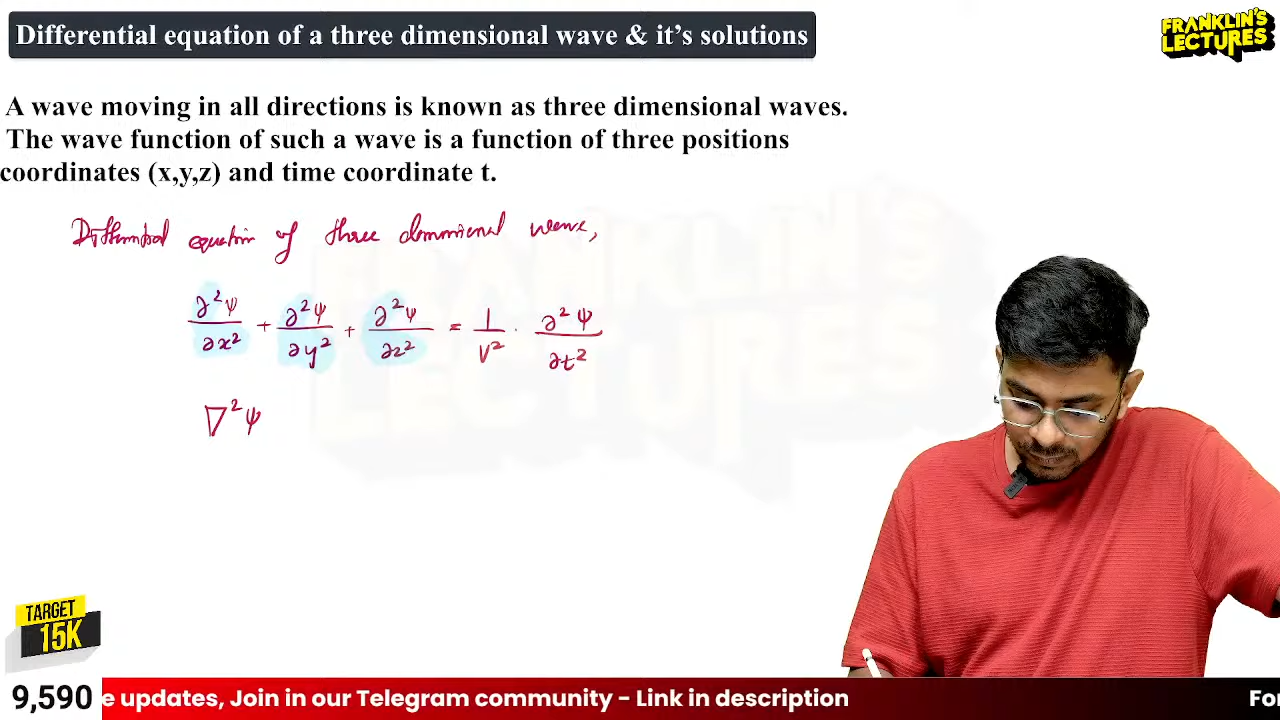 Differential equation of a three dimensional wave & it's solutions
FRANKLIN'S
LECTURES
A wave moving in all directions is known as three dimensional waves.
The wave function of such a wave is a function of three positions
coordinates (x,y,z) and time coordinate t.
equation of three wave,
∂²ψ/∂x² + ∂²ψ/∂y² + ∂²ψ/∂z² = 1/V² · ∂²ψ/∂t²
∇²ψ
FRANKLIN'S
LECTURES
TARGET
15K
9,590 e updates, Join in our Telegram community - Link in description Fo